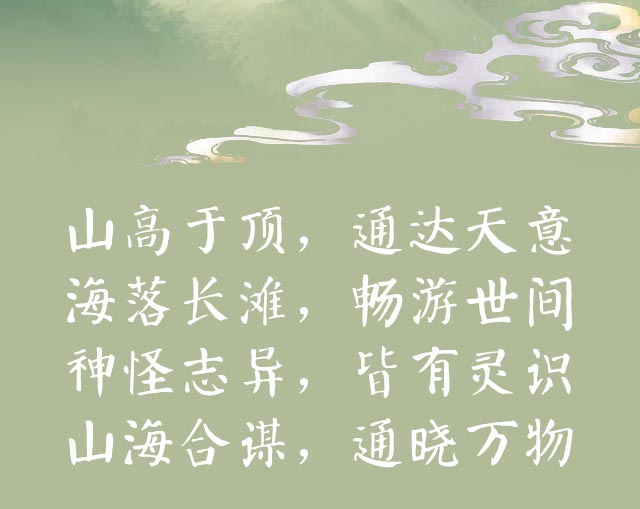 山高于顶，通达天意
海落长滩，畅游世间
神怪志异，皆有灵识
山海合谋，通晓万物